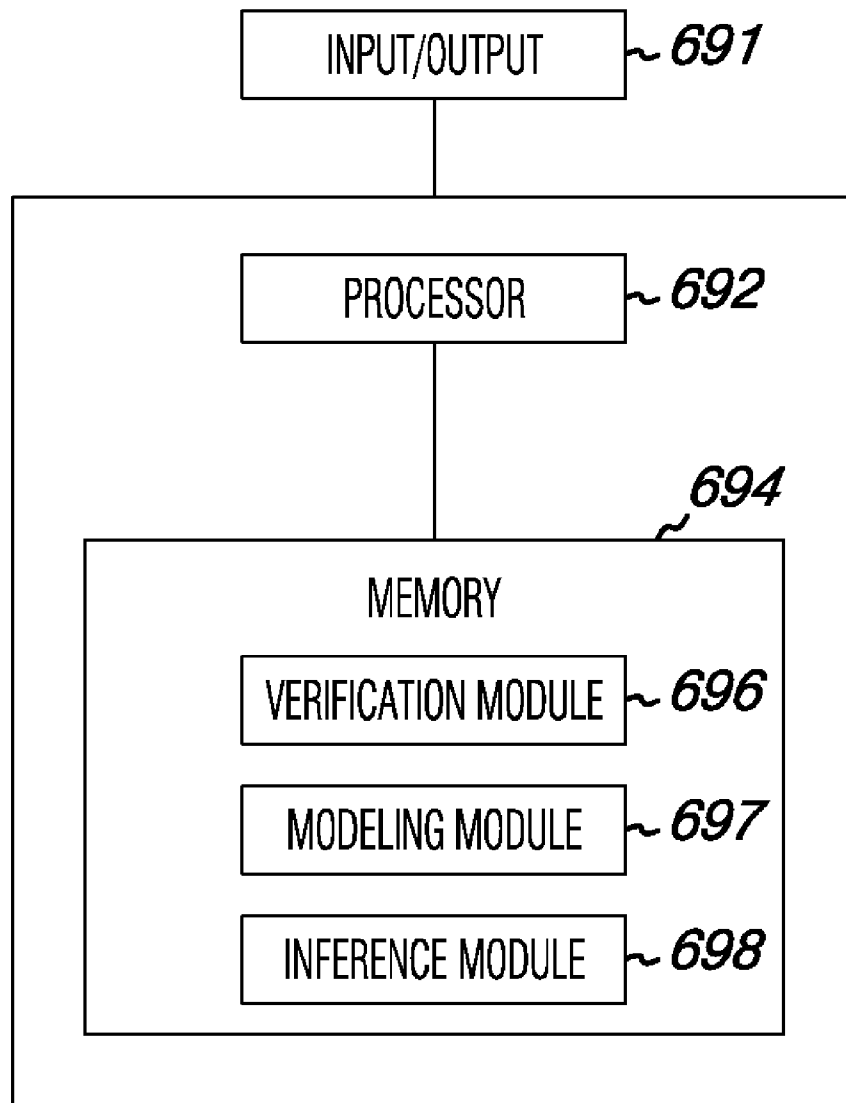 INPUT/OUTPUT 691
PROCESSOR 692
694
MEMORY
VERIFICATION MODULE 696
MODELING MODULE 697
INFERENCE MODULE 698